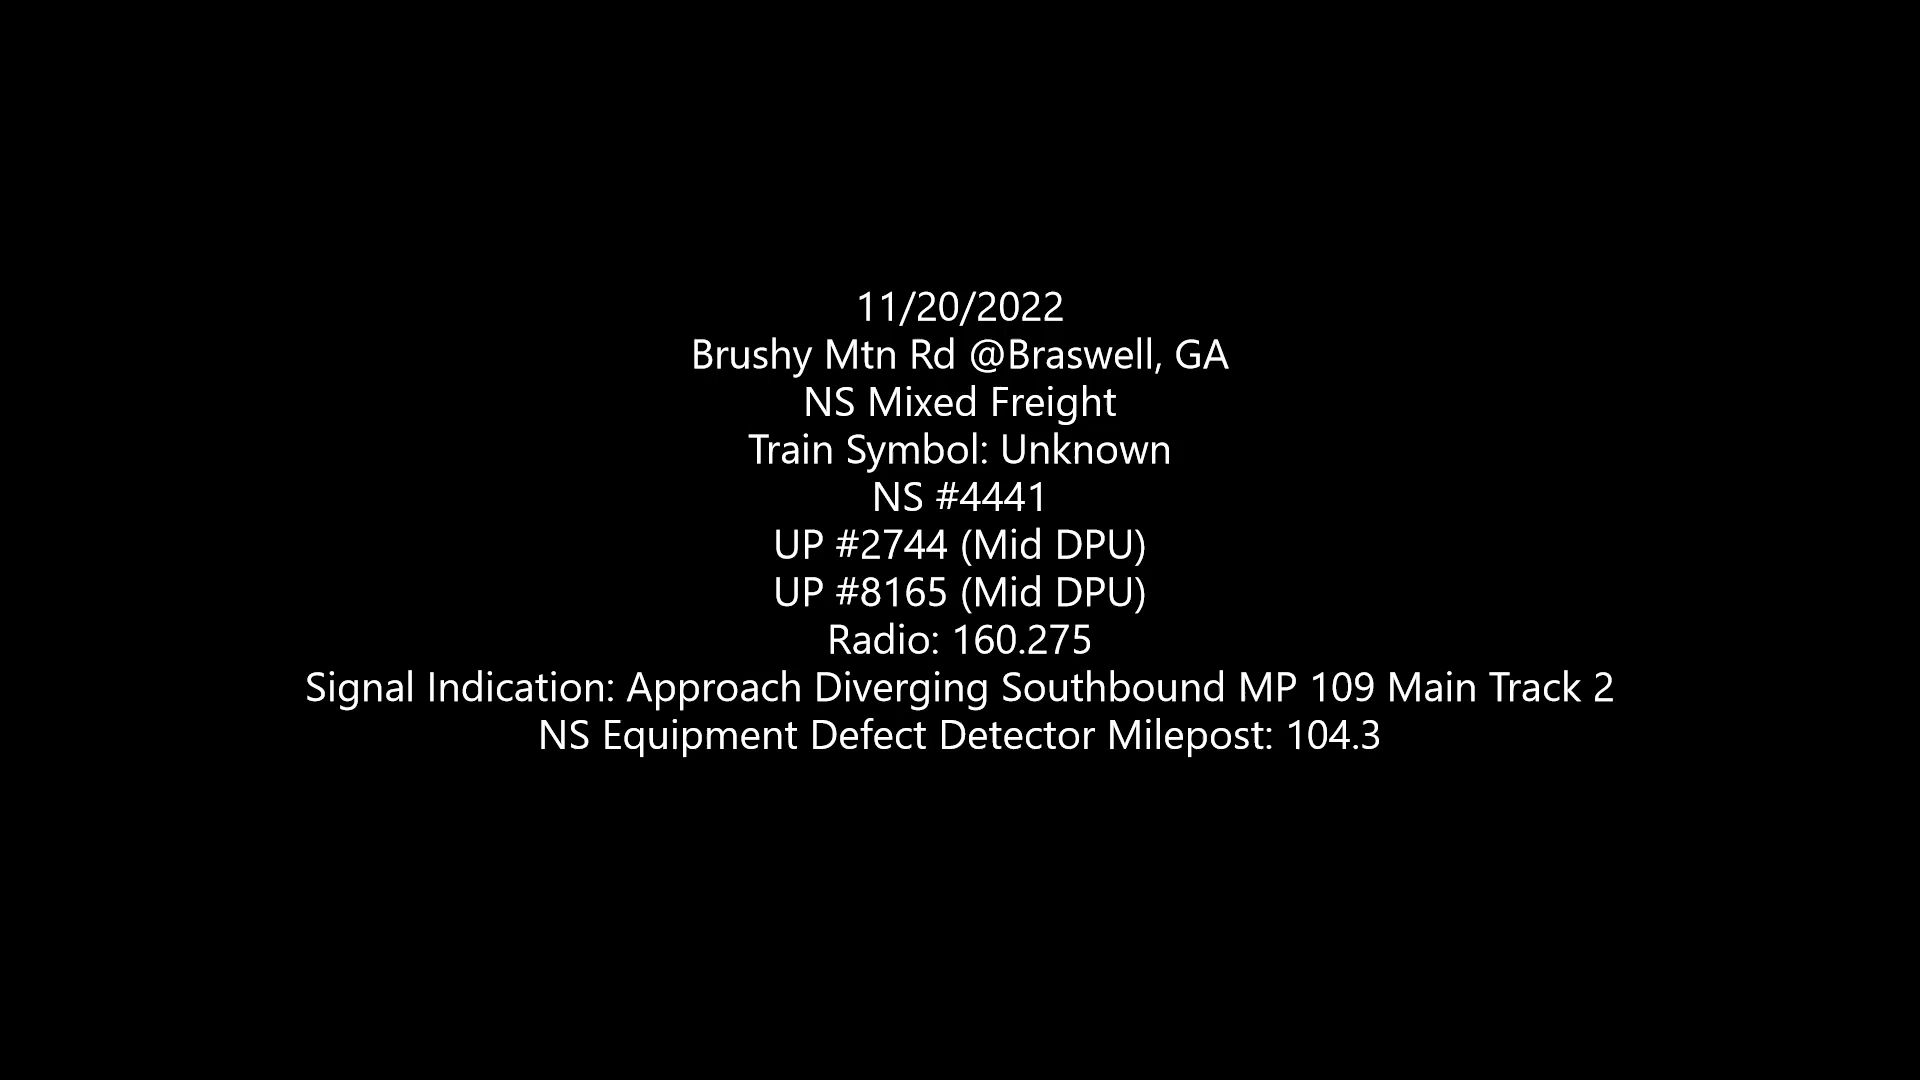 11/20/2022
Brushy Mtn Rd @Braswell, GA
NS Mixed Freight
Train Symbol: Unknown
NS #4441
UP #2744 (Mid DPU)
UP #8165 (Mid DPU)
Radio: 160.275
Signal Indication: Approach Diverging Southbound MP 109 Main Track 2
NS Equipment Defect Detector Milepost: 104.3